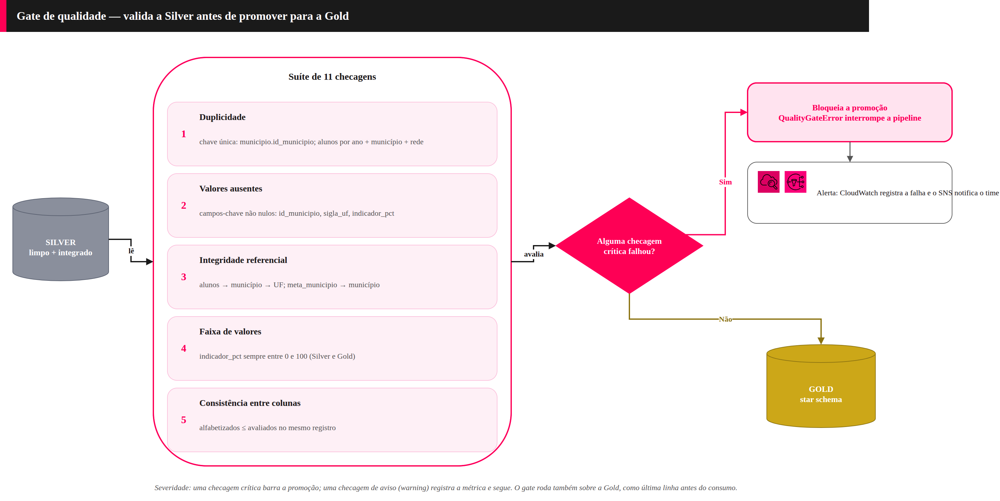 Gate de qualidade — valida a Silver antes de promover para a Gold
Suíte de 11 checagens
1
Duplicidade
chave única: municipio.id_municipio; alunos por ano + município + rede
2
Valores ausentes
campos-chave não nulos: id_municipio, sigla_uf, indicador_pct
3
Integridade referencial
alunos → município → UF; meta_municipio → município
4
Faixa de valores
indicador_pct sempre entre 0 e 100 (Silver e Gold)
5
Consistência entre colunas
alfabetizados ≤ avaliados no mesmo registro
SILVER
limpo + integrado
lê
avalia
Alguma checagem
crítica falhou?
Sim
Bloqueia a promoção
QualityGateError interrompe a pipeline
Alerta: CloudWatch registra a falha e o SNS notifica o time
Não
GOLD
star schema
Severidade: uma checagem crítica barra a promoção; uma checagem de aviso (warning) registra a métrica e segue. O gate roda também sobre a Gold, como última linha antes do consumo.